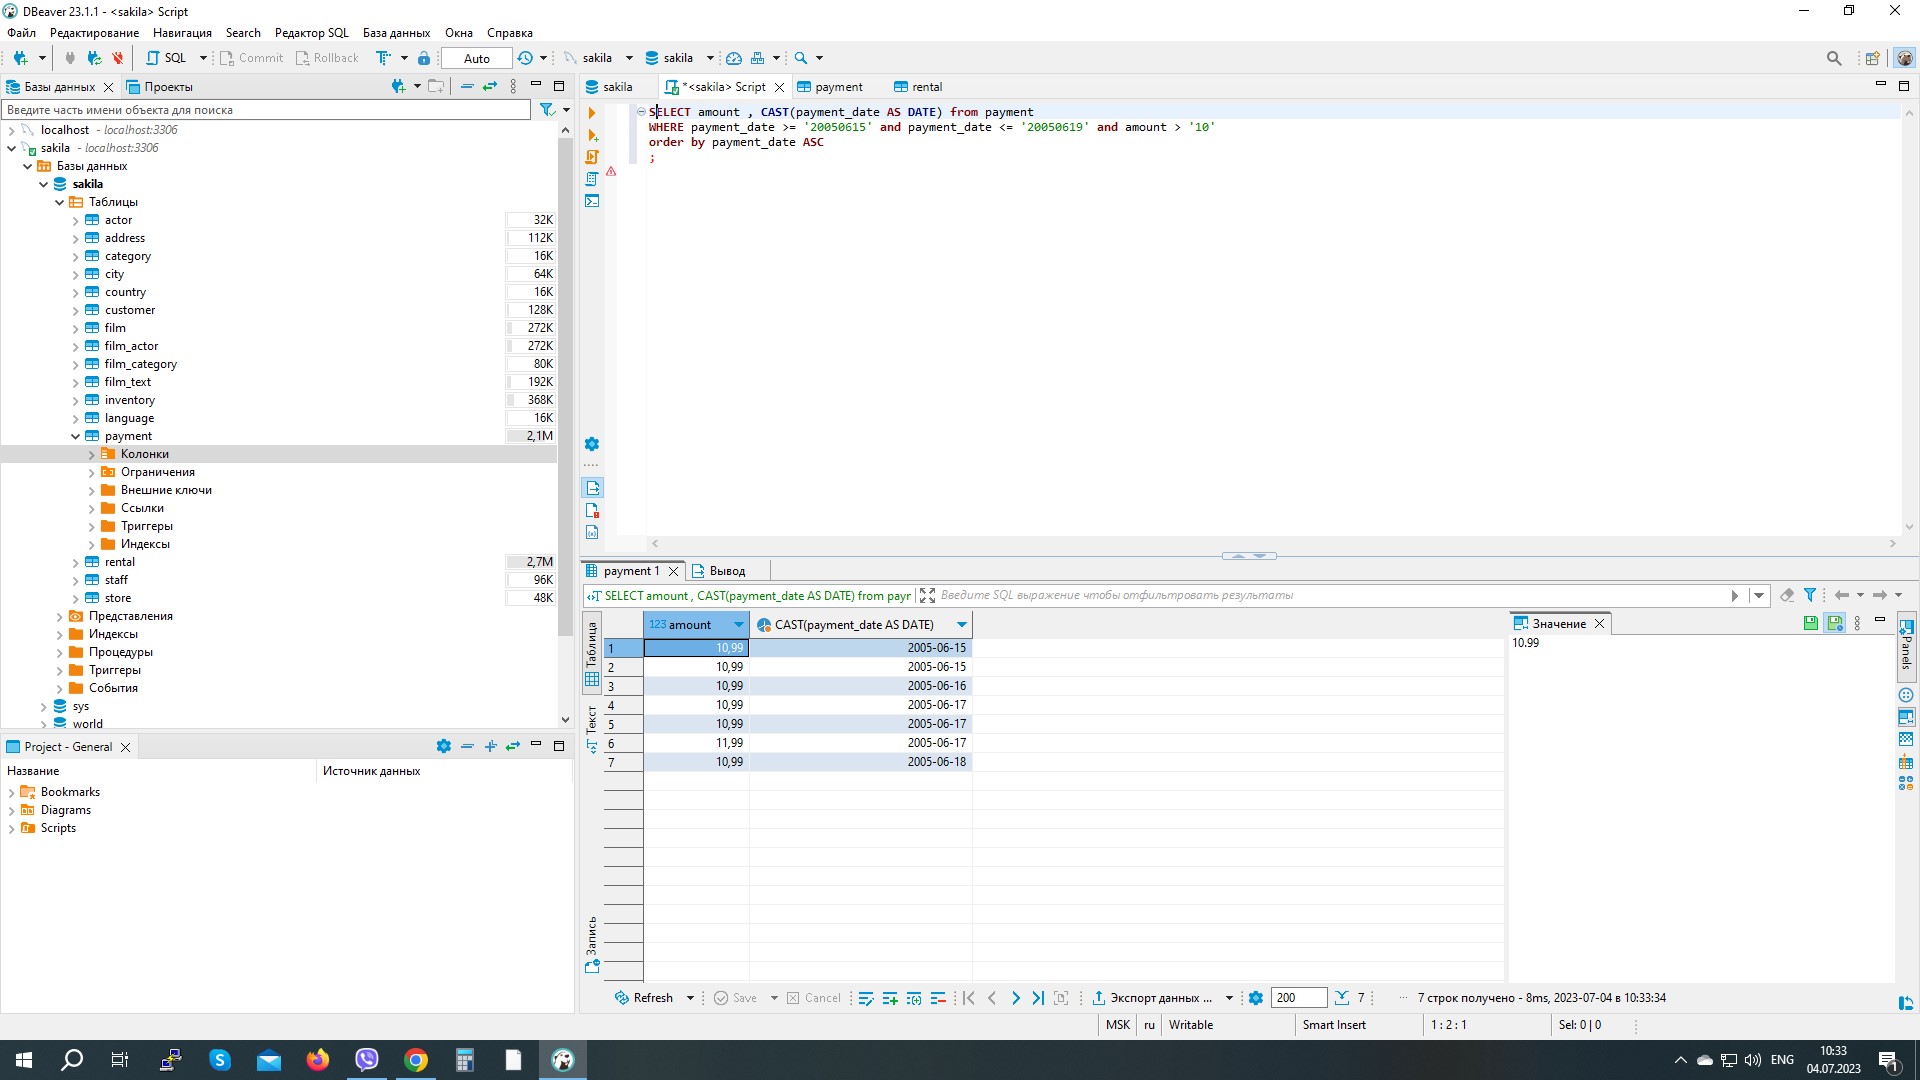 DBeaver 23.1.1 - <sakila> Script
Файл Редактирование Навигация Search Редактор SQL База данных Окна Справка
SQL Commit Rollback Auto sakila sakila
Базы данных Проекты
Введите часть имени объекта для поиска
localhost - localhost:3306
sakila - localhost:3306
Базы данных
sakila
Таблицы
actor 32K
address 112K
category 16K
city 64K
country 16K
customer 128K
film 272K
film_actor 272K
film_category 80K
film_text 192K
inventory 368K
language 16K
payment 2,1M
Колонки
Ограничения
Внешние ключи
Ссылки
Триггеры
Индексы
rental 2,7M
staff 96K
store 48K
Представления
Индексы
Процедуры
Триггеры
События
sys
world
Project - General
Название Источник данных
Bookmarks
Diagrams
Scripts
sakila *<sakila> Script payment rental
SELECT amount , CAST(payment_date AS DATE) from payment
WHERE payment_date >= '20050615' and payment_date <= '20050619' and amount > '10'
order by payment_date ASC
;
payment 1 Вывод
SELECT amount , CAST(payment_date AS DATE) from payr Введите SQL выражение чтобы отфильтровать результаты
Таблица
Текст
Запись
123 amount CAST(payment_date AS DATE)
1 10,99 2005-06-15
2 10,99 2005-06-15
3 10,99 2005-06-16
4 10,99 2005-06-17
5 10,99 2005-06-17
6 11,99 2005-06-17
7 10,99 2005-06-18
Значение
10.99
Panels
Refresh Save Cancel Экспорт данных ... 200 7 ... 7 строк получено - 8ms, 2023-07-04 в 10:33:34
MSK ru Writable Smart Insert 1 : 2 : 1 Sel: 0 | 0
ENG 10:33
04.07.2023
1